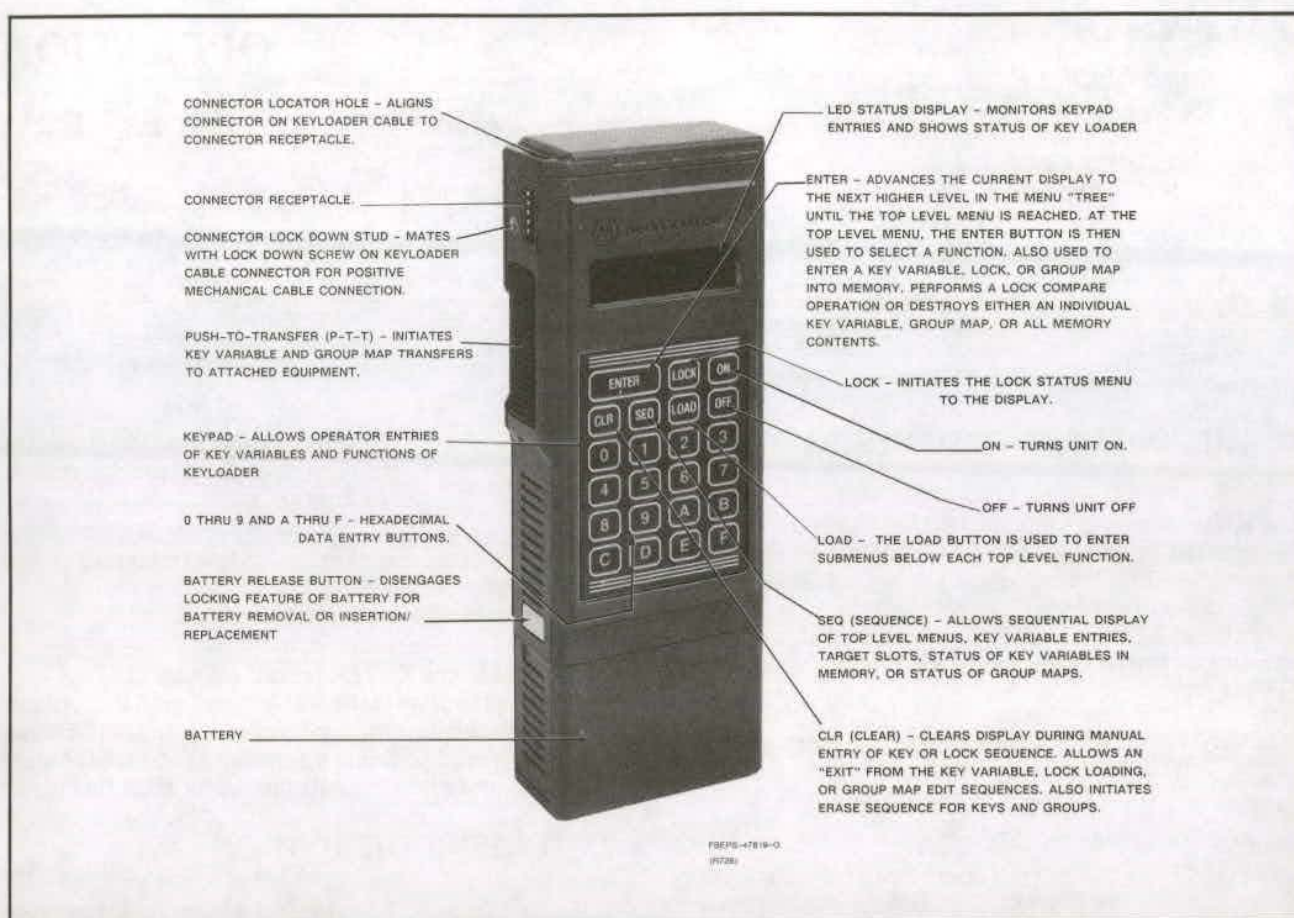 CONNECTOR LOCATOR HOLE - ALIGNS
CONNECTOR ON KEYLOADER CABLE TO
CONNECTOR RECEPTACLE.
CONNECTOR RECEPTACLE.
CONNECTOR LOCK DOWN STUD - MATES
WITH LOCK DOWN SCREW ON KEYLOADER
CABLE CONNECTOR FOR POSITIVE
MECHANICAL CABLE CONNECTION.
PUSH-TO-TRANSFER (P-T-T) - INITIATES
KEY VARIABLE AND GROUP MAP TRANSFERS
TO ATTACHED EQUIPMENT.
KEYPAD - ALLOWS OPERATOR ENTRIES
OF KEY VARIABLES AND FUNCTIONS OF
KEYLOADER
0 THRU 9 AND A THRU F - HEXADECIMAL
DATA ENTRY BUTTONS.
BATTERY RELEASE BUTTON - DISENGAGES
LOCKING FEATURE OF BATTERY FOR
BATTERY REMOVAL OR INSERTION/
REPLACEMENT
BATTERY
ENTER LOCK ON
CLR SEQ LOAD OFF
0 1 2 3
4 5 6 7
8 9 A B
C D E F
LED STATUS DISPLAY - MONITORS KEYPAD
ENTRIES AND SHOWS STATUS OF KEY LOADER
ENTER - ADVANCES THE CURRENT DISPLAY TO
THE NEXT HIGHER LEVEL IN THE MENU "TREE"
UNTIL THE TOP LEVEL MENU IS REACHED. AT THE
TOP LEVEL MENU, THE ENTER BUTTON IS THEN
USED TO SELECT A FUNCTION. ALSO USED TO
ENTER A KEY VARIABLE, LOCK, OR GROUP MAP
INTO MEMORY. PERFORMS A LOCK COMPARE
OPERATION OR DESTROYS EITHER AN INDIVIDUAL
KEY VARIABLE, GROUP MAP, OR ALL MEMORY
CONTENTS.
LOCK - INITIATES THE LOCK STATUS MENU
TO THE DISPLAY.
ON - TURNS UNIT ON.
OFF - TURNS UNIT OFF
LOAD - THE LOAD BUTTON IS USED TO ENTER
SUBMENUS BELOW EACH TOP LEVEL FUNCTION.
SEQ (SEQUENCE) - ALLOWS SEQUENTIAL DISPLAY
OF TOP LEVEL MENUS, KEY VARIABLE ENTRIES,
TARGET SLOTS, STATUS OF KEY VARIABLES IN
MEMORY, OR STATUS OF GROUP MAPS.
CLR (CLEAR) - CLEARS DISPLAY DURING MANUAL
ENTRY OF KEY OR LOCK SEQUENCE. ALLOWS AN
"EXIT" FROM THE KEY VARIABLE, LOCK LOADING,
OR GROUP MAP EDIT SEQUENCES. ALSO INITIATES
ERASE SEQUENCE FOR KEYS AND GROUPS.